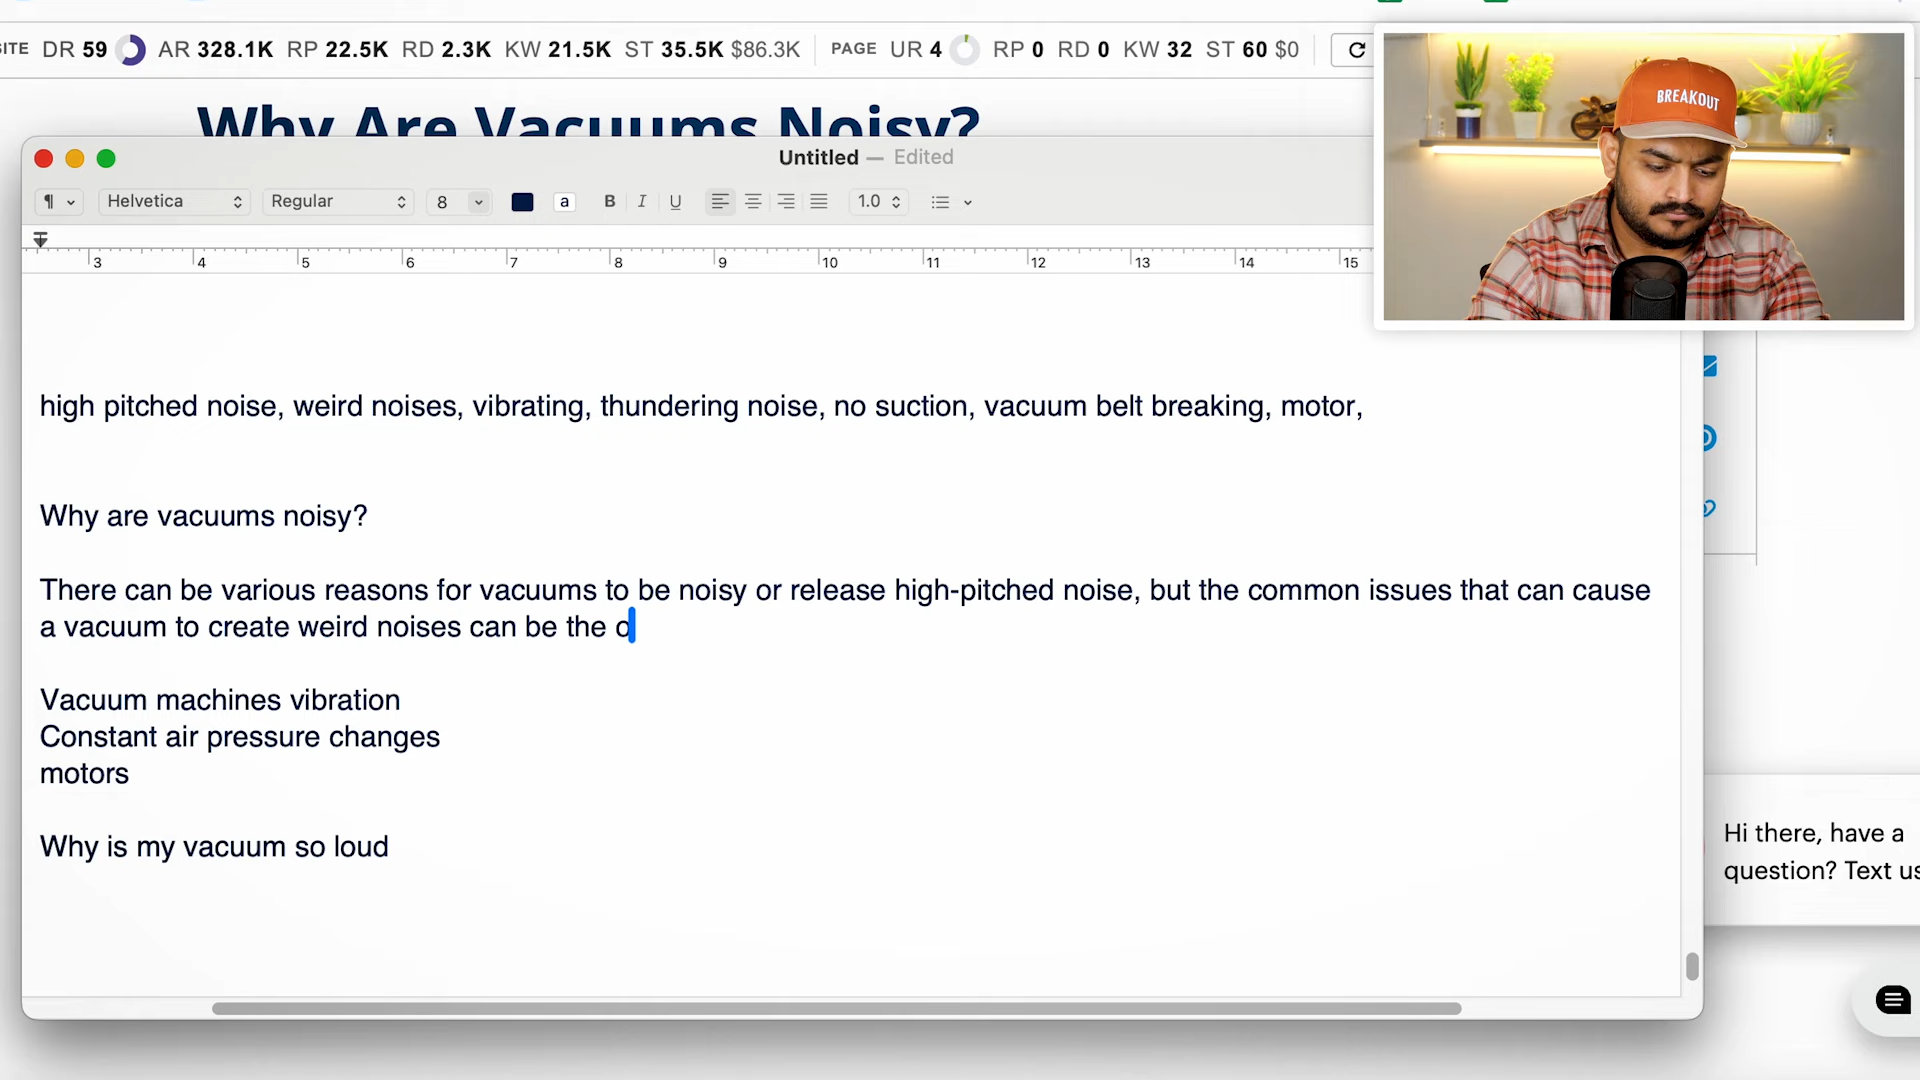 ITE DR 59 AR 328.1K RP 22.5K RD 2.3K KW 21.5K ST 35.5K $86.3K PAGE UR 4 RP 0 RD 0 KW 32 ST 60 $0
BREAKOUT
Why Are Vacuums Noisy?
Untitled — Edited
Helvetica Regular 8 a B I U 1.0
3 4 5 6 7 8 9 10 11 12 13 14 15
high pitched noise, weird noises, vibrating, thundering noise, no suction, vacuum belt breaking, motor,
Why are vacuums noisy?
There can be various reasons for vacuums to be noisy or release high-pitched noise, but the common issues that can cause
a vacuum to create weird noises can be the o
Vacuum machines vibration
Constant air pressure changes
motors
Why is my vacuum so loud
Hi there, have a
question? Text us